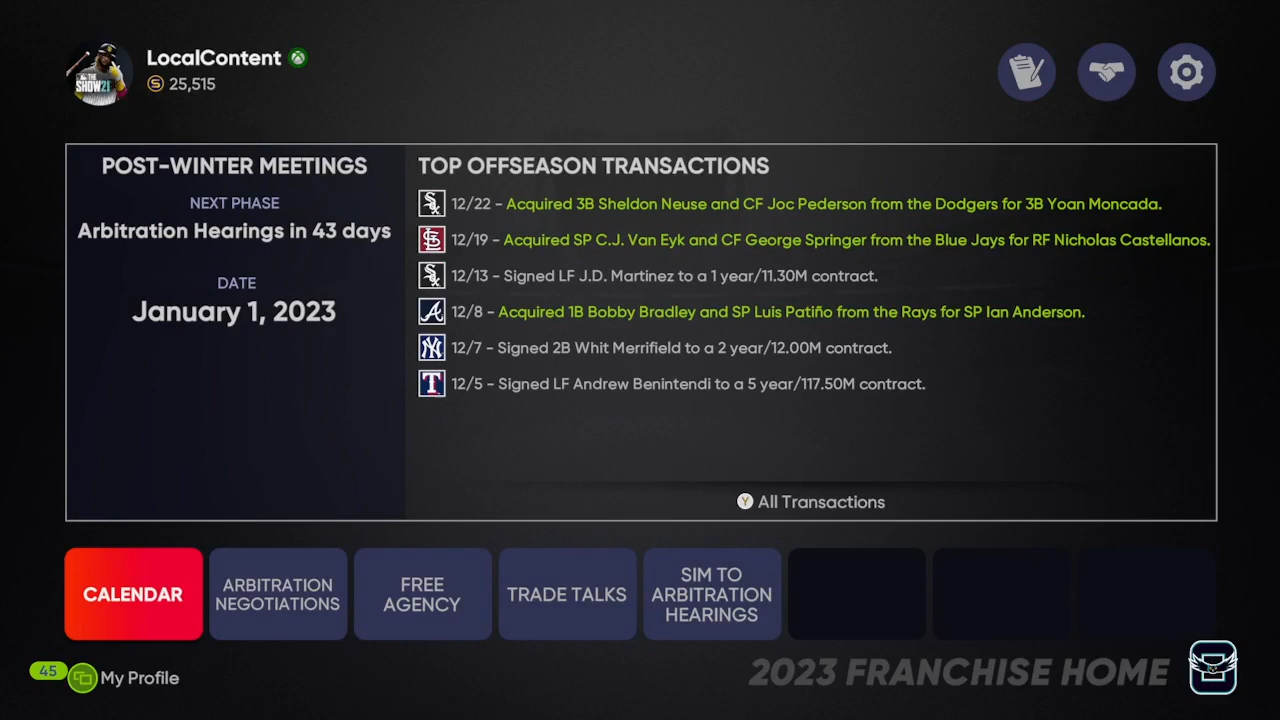 LocalContent
25,515
THE SHOW21
POST-WINTER MEETINGS
NEXT PHASE
Arbitration Hearings in 43 days
DATE
January 1, 2023
TOP OFFSEASON TRANSACTIONS
12/22 - Acquired 3B Sheldon Neuse and CF Joc Pederson from the Dodgers for 3B Yoan Moncada.
12/19 - Acquired SP C.J. Van Eyk and CF George Springer from the Blue Jays for RF Nicholas Castellanos.
12/13 - Signed LF J.D. Martinez to a 1 year/11.30M contract.
12/8 - Acquired 1B Bobby Bradley and SP Luis Patiño from the Rays for SP Ian Anderson.
12/7 - Signed 2B Whit Merrifield to a 2 year/12.00M contract.
12/5 - Signed LF Andrew Benintendi to a 5 year/117.50M contract.
Y All Transactions
CALENDAR
ARBITRATION
NEGOTIATIONS
FREE
AGENCY
TRADE TALKS
SIM TO
ARBITRATION
HEARINGS
45
My Profile
2023 FRANCHISE HOME